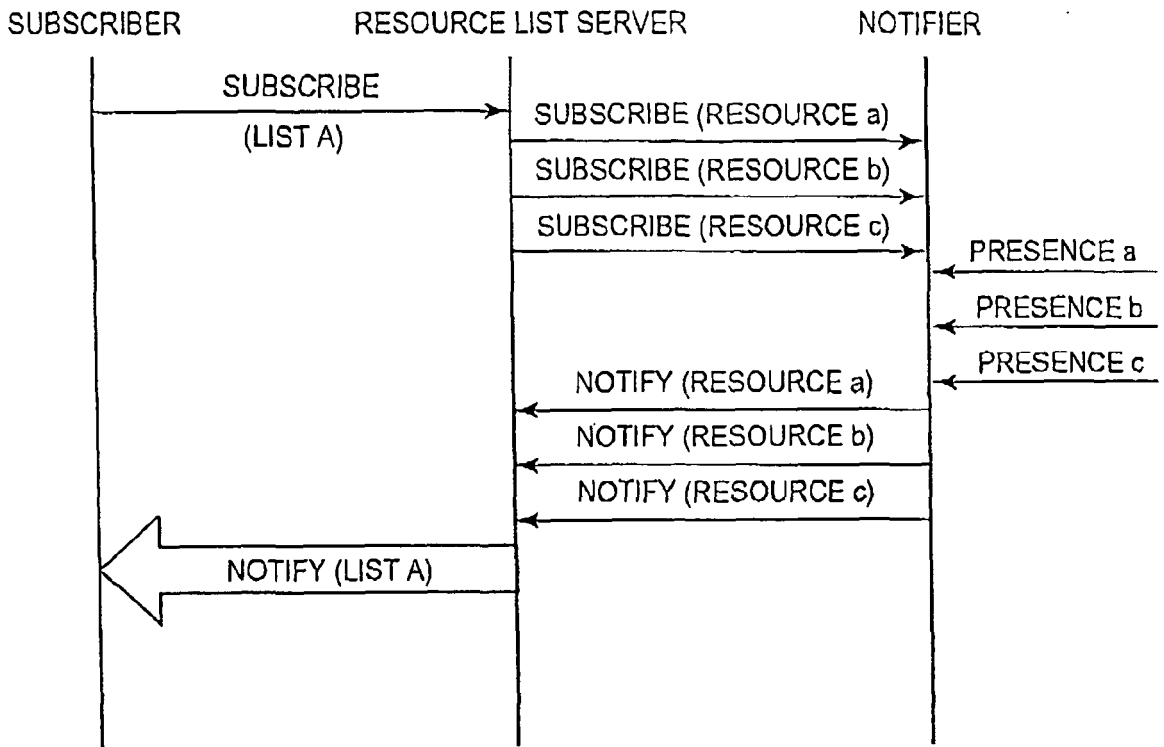 SUBSCRIBER RESOURCE LIST SERVER NOTIFIER
SUBSCRIBE
(LIST A)
SUBSCRIBE (RESOURCE a)
SUBSCRIBE (RESOURCE b)
SUBSCRIBE (RESOURCE c)
PRESENCE a
PRESENCE b
PRESENCE c
NOTIFY (RESOURCE a)
NOTIFY (RESOURCE b)
NOTIFY (RESOURCE c)
NOTIFY (LIST A)